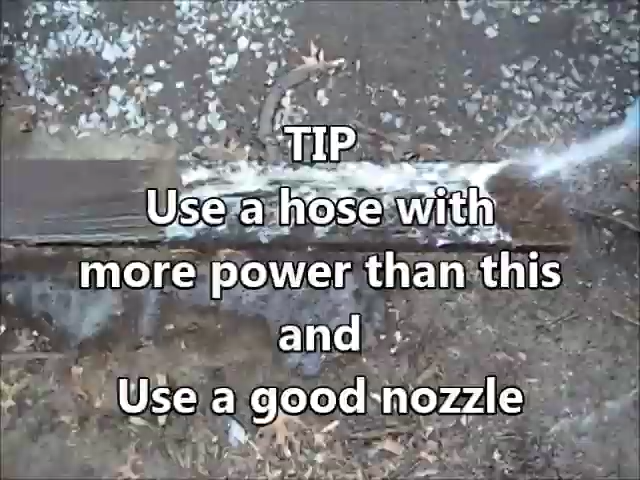 TIP
Use a hose with
more power than this
and
Use a good nozzle